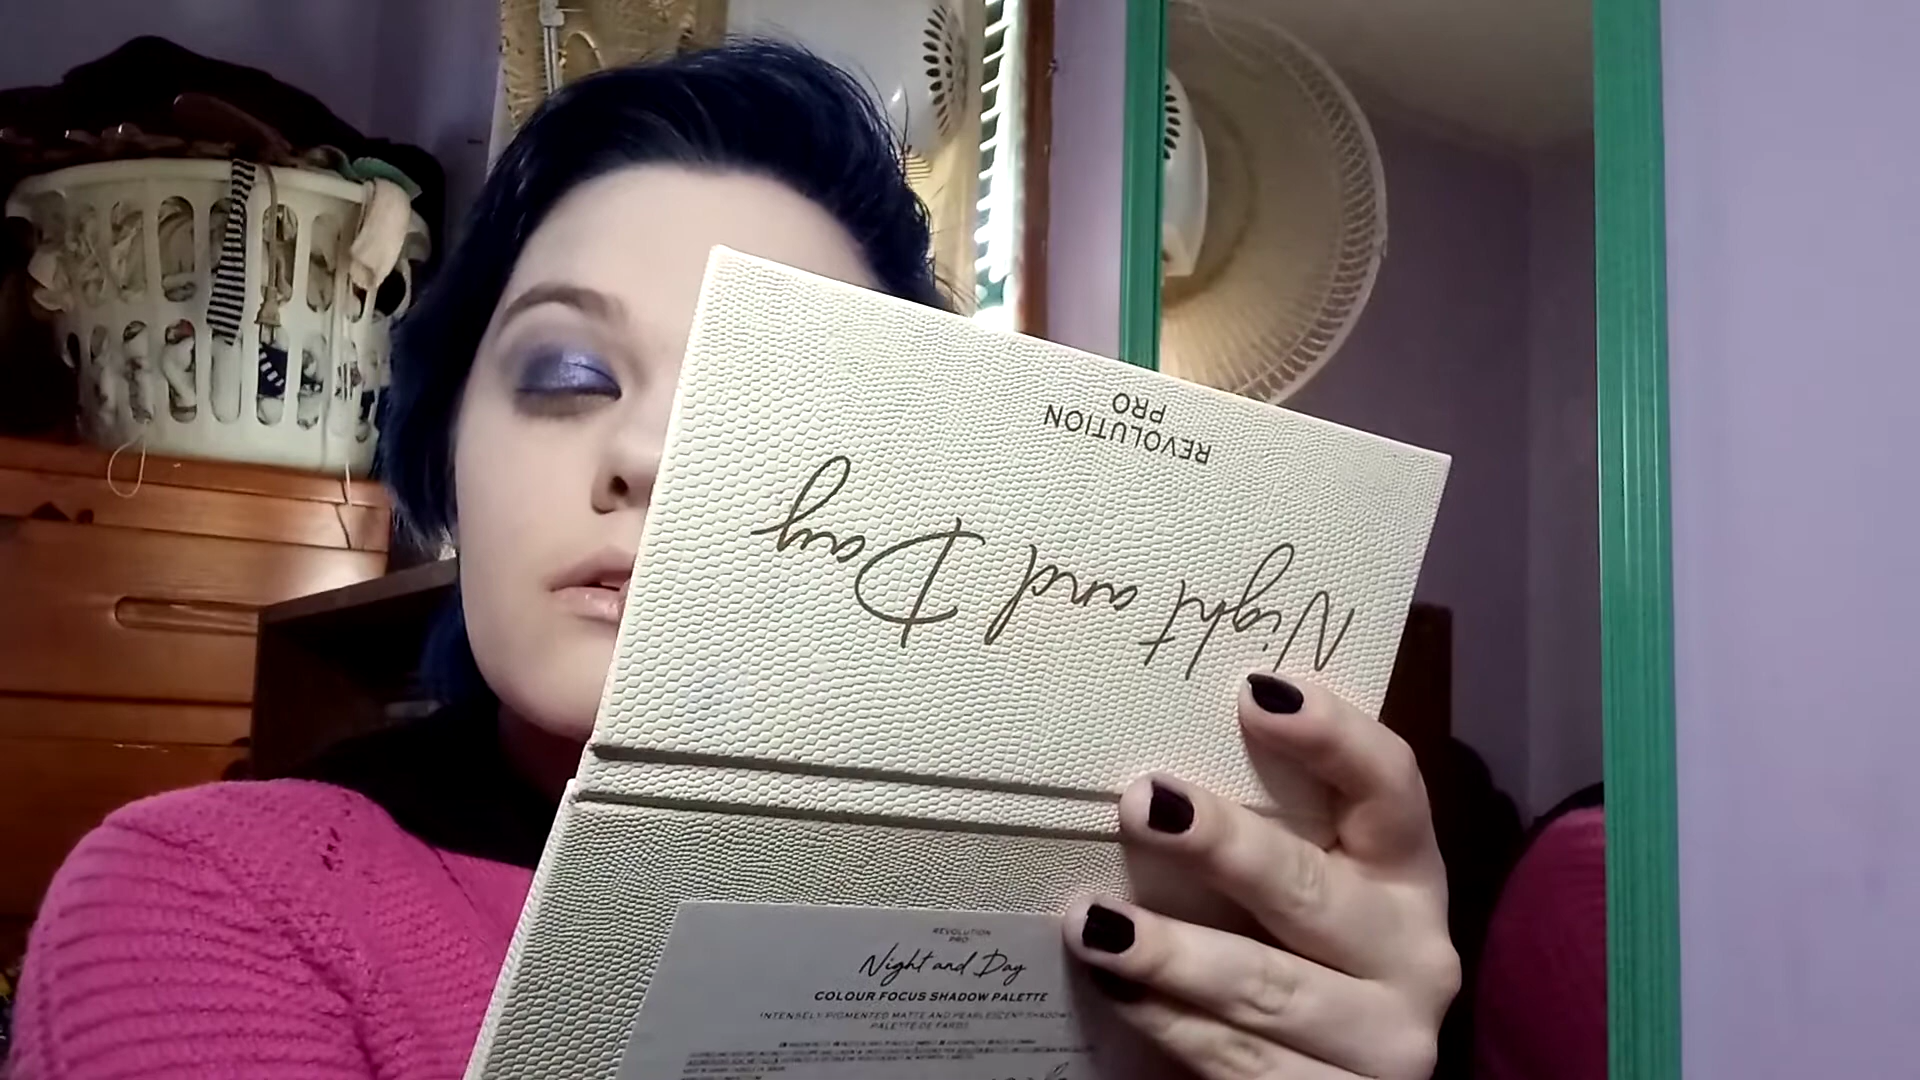 REVOLUTION
PRO
Night and Day
REVOLUTION
PRO
Night and Day
COLOUR FOCUS SHADOW PALETTE
INTENSELY PIGMENTED MATTE AND PEARLESCENT SHADOWS
PALETTE DE FARDS